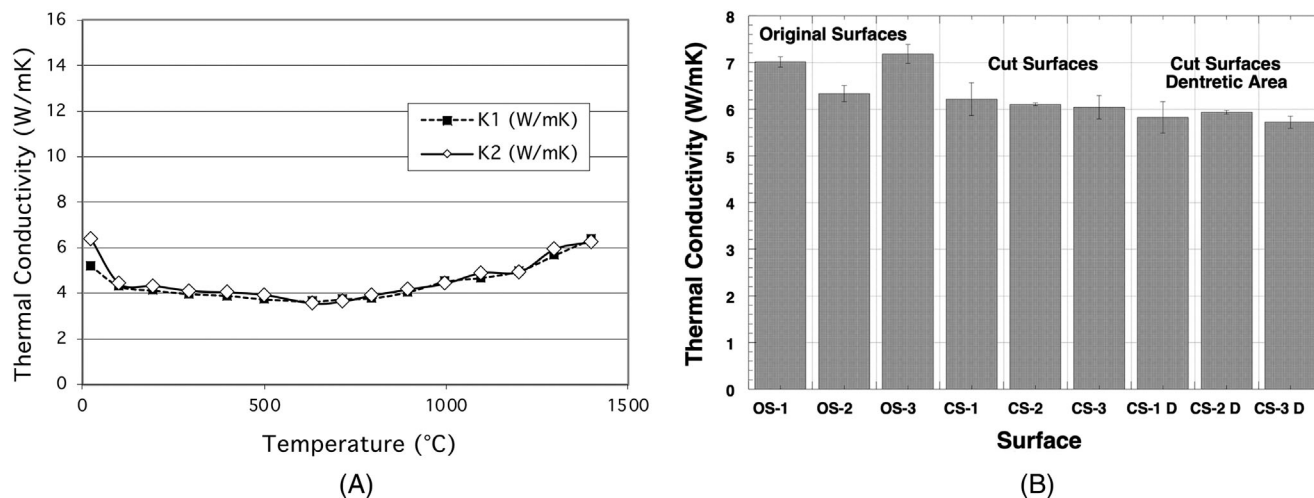 16
14
12
10
8
6
4
2
0
Thermal Conductivity (W/mK)
K1 (W/mK)
K2 (W/mK)
0
500
1000
1500
Temperature (°C)
(A)
8
7
6
5
4
3
2
1
0
Thermal Conductivity (W/mK)
Original Surfaces
Cut Surfaces
Cut Surfaces
Dentretic Area
OS-1
OS-2
OS-3
CS-1
CS-2
CS-3
CS-1 D
CS-2 D
CS-3 D
Surface
(B)